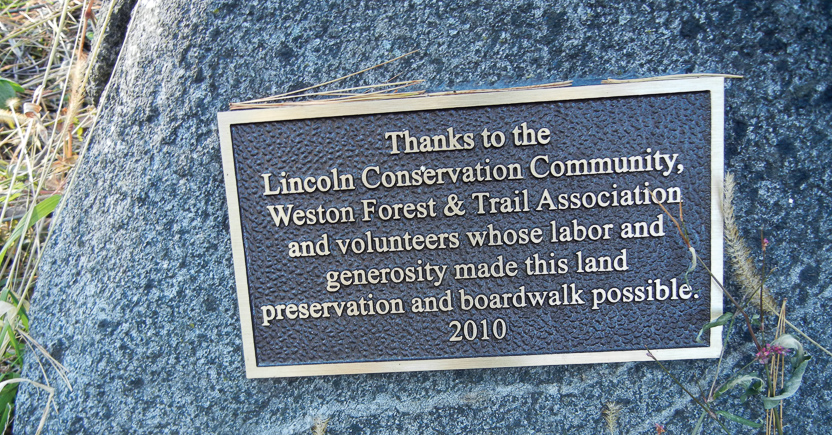 Thanks to the
Lincoln Conservation Community,
Weston Forest & Trail Association
and volunteers whose labor and
generosity made this land
preservation and boardwalk possible.
2010